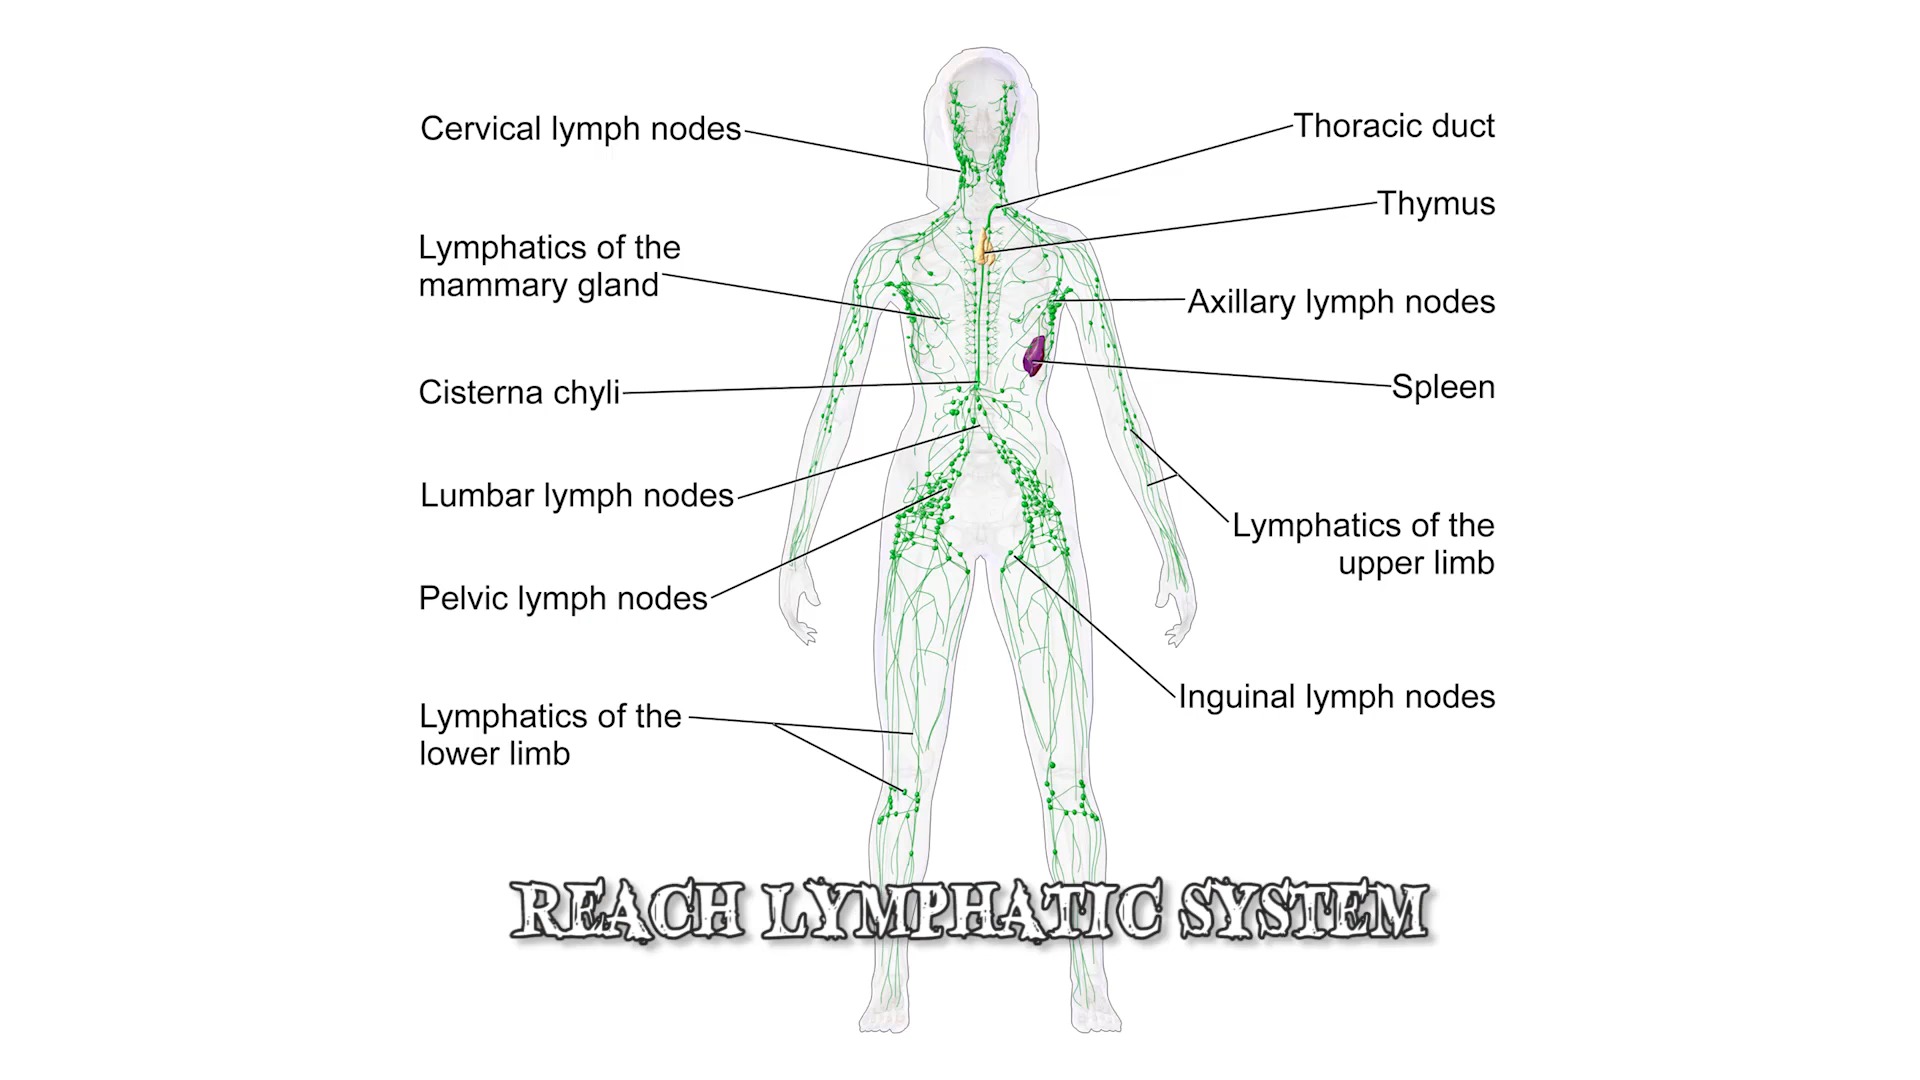 Cervical lymph nodes
Lymphatics of the
mammary gland
Cisterna chyli
Lumbar lymph nodes
Pelvic lymph nodes
Lymphatics of the
lower limb
Thoracic duct
Thymus
Axillary lymph nodes
Spleen
Lymphatics of the
upper limb
Inguinal lymph nodes
REACH LYMPHATIC SYSTEM